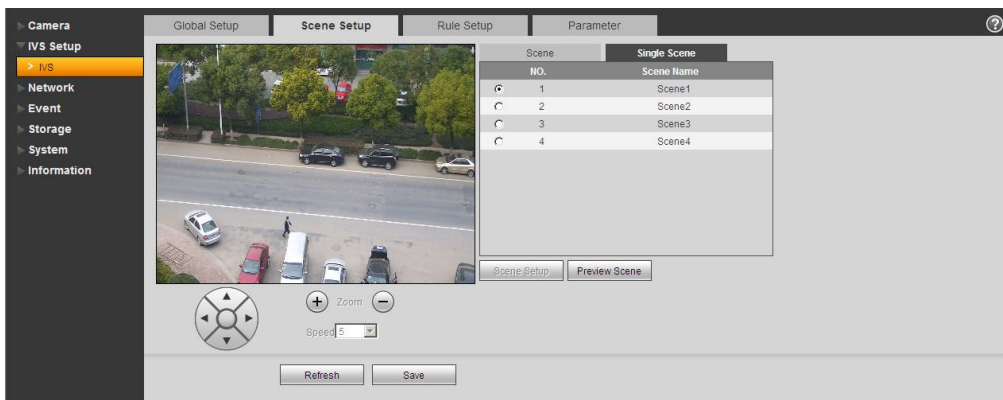 Camera
IVS Setup
IVS
Network
Event
Storage
System
Information
Global Setup
Scene Setup
Rule Setup
Parameter
?
Scene
Single Scene
NO.
Scene Name
1
Scene1
2
Scene2
3
Scene3
4
Scene4
Scene Setup
Preview Scene
+
Zoom
−
Speed
5
Refresh
Save